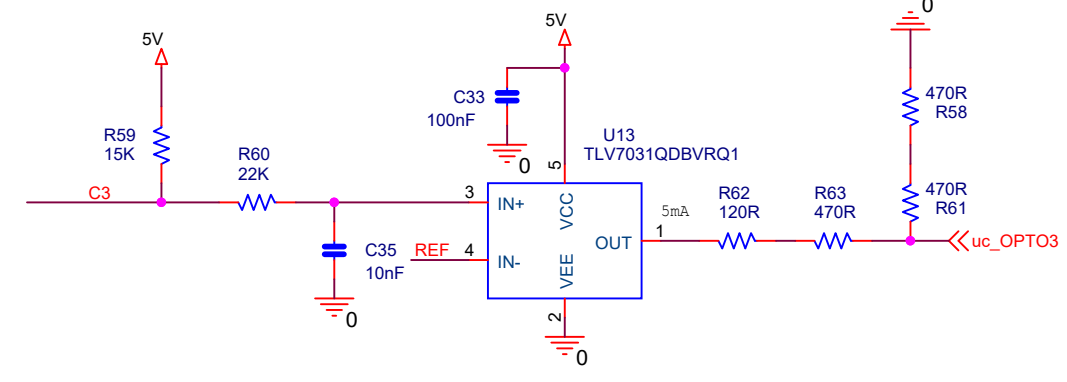 0
5V
5V
C33
100nF
470R
R58
R59
15K
R60
22K
0
U13
TLV7031QDBVRQ1
5
C3
3
IN+
VCC
R62
120R
R63
470R
470R
R61
5mA
1
OUT
uc_OPTO3
C35
10nF
REF
4
IN-
VEE
2
0
0